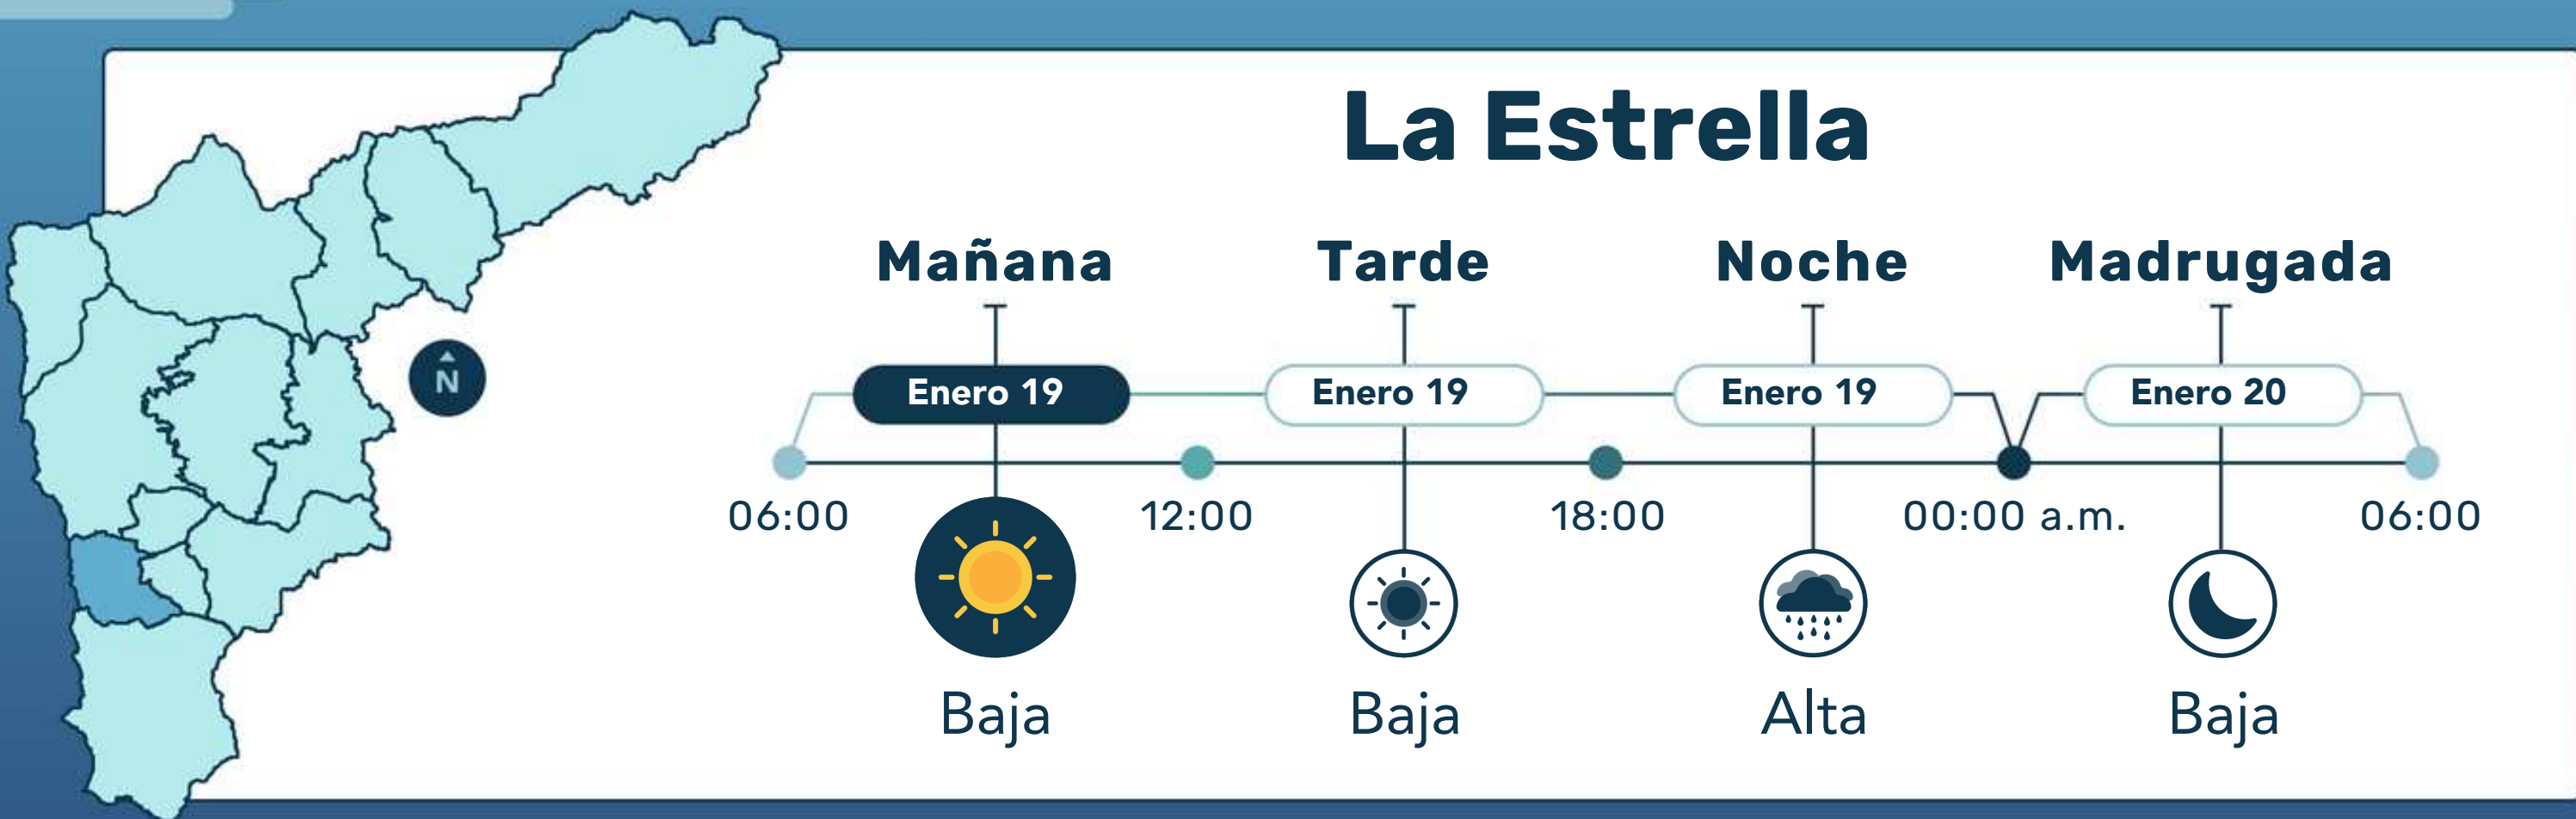 La Estrella
Mañana Tarde Noche Madrugada
Enero 19 Enero 19 Enero 19 Enero 20
N
06:00 12:00 18:00 00:00 a.m. 06:00
Baja Baja Alta Baja